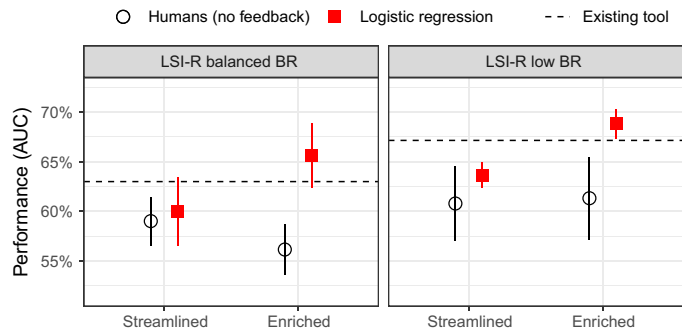 Humans (no feedback) Logistic regression Existing tool
LSI-R balanced BR LSI-R low BR
Performance (AUC)
70%
65%
60%
55%
Streamlined Enriched Streamlined Enriched